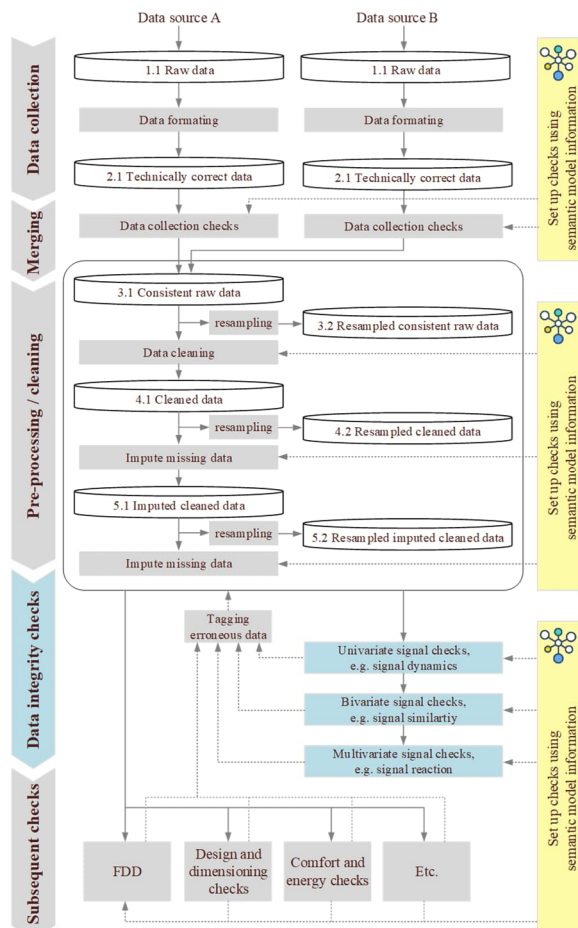 Data source A
Data source B
1.1 Raw data
1.1 Raw data
Data formating
Data formating
2.1 Technically correct data
2.1 Technically correct data
Data collection checks
Data collection checks
3.1 Consistent raw data
resampling
3.2 Resampled consistent raw data
Data cleaning
4.1 Cleaned data
resampling
4.2 Resampled cleaned data
Impute missing data
5.1 Imputed cleaned data
resampling
5.2 Resampled imputed cleaned data
Impute missing data
Tagging
erroneous data
Univariate signal checks,
e.g. signal dynamics
Bivariate signal checks,
e.g. signal similartiy
Multivariate signal checks,
e.g. signal reaction
FDD
Design and
dimensioning
checks
Comfort and
energy checks
Etc.
Data collection
Merging
Pre-processing / cleaning
Data integrity checks
Subsequent checks
Set up checks using
semantic model information
Set up checks using
semantic model information
Set up checks using
semantic model information